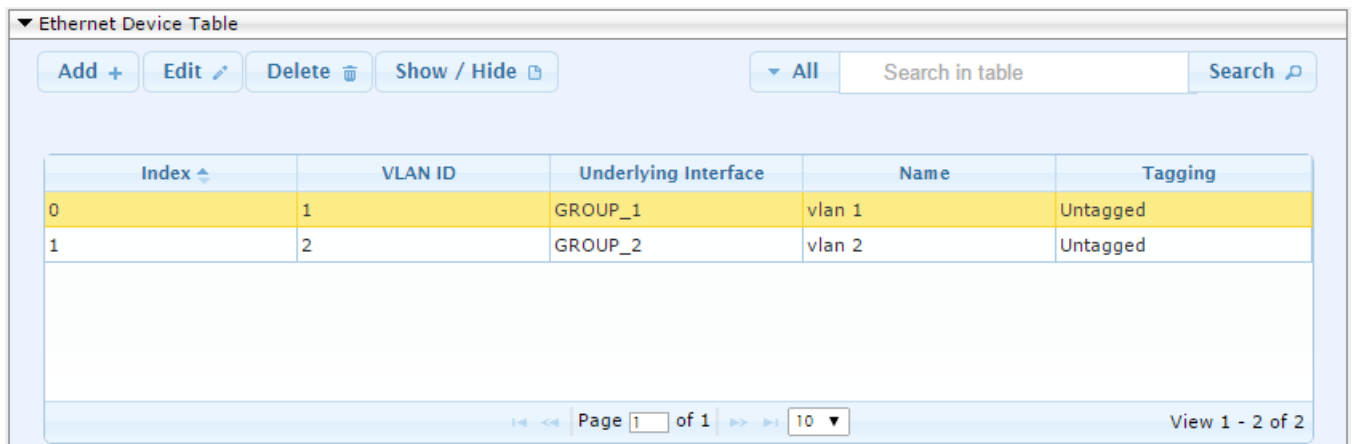 Ethernet Device Table
Add + Edit Delete Show / Hide All Search in table Search
Index VLAN ID Underlying Interface Name Tagging
0 1 GROUP_1 vlan 1 Untagged
1 2 GROUP_2 vlan 2 Untagged
Page 1 of 1 10 View 1 - 2 of 2